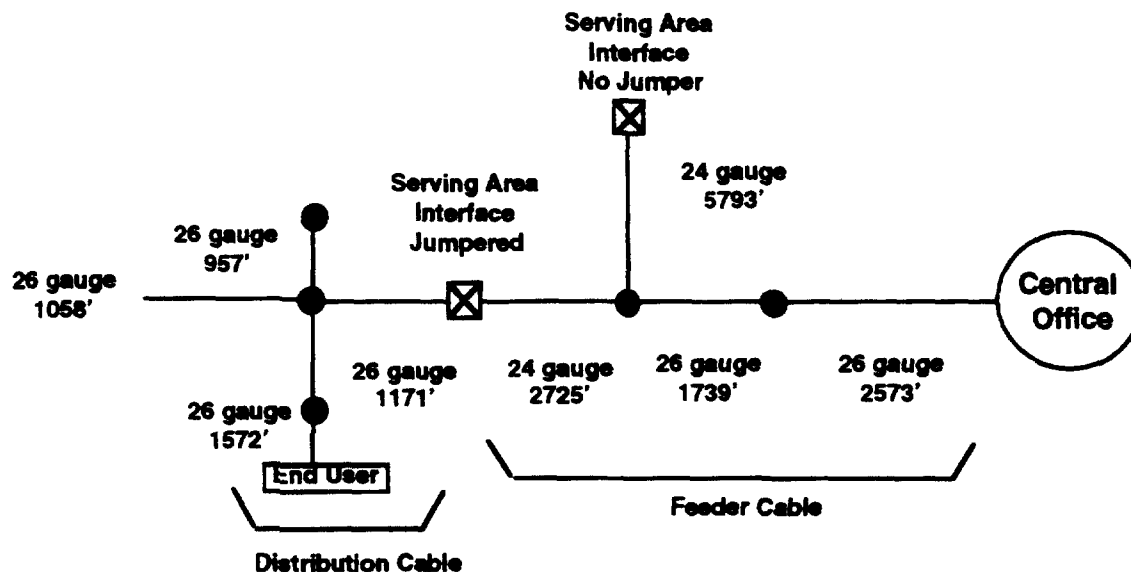 Serving Area
Interface
No Jumper
24 gauge
5793'
Serving Area
Interface
Jumpered
26 gauge
957'
26 gauge
1058'
Central
Office
26 gauge
1171'
24 gauge
2725'
26 gauge
1739'
26 gauge
2573'
26 gauge
1572'
End User
Feeder Cable
Distribution Cable